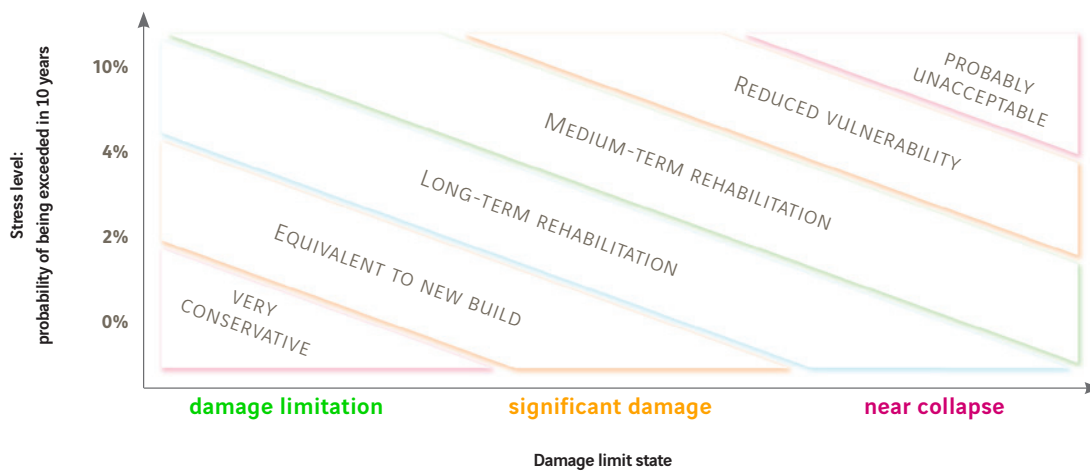 Stress level:
probability of being exceeded in 10 years
10%
4%
2%
0%
PROBABLY
UNACCEPTABLE
REDUCED VULNERABILITY
MEDIUM-TERM REHABILITATION
LONG-TERM REHABILITATION
EQUIVALENT TO NEW BUILD
VERY
CONSERVATIVE
damage limitation
significant damage
near collapse
Damage limit state